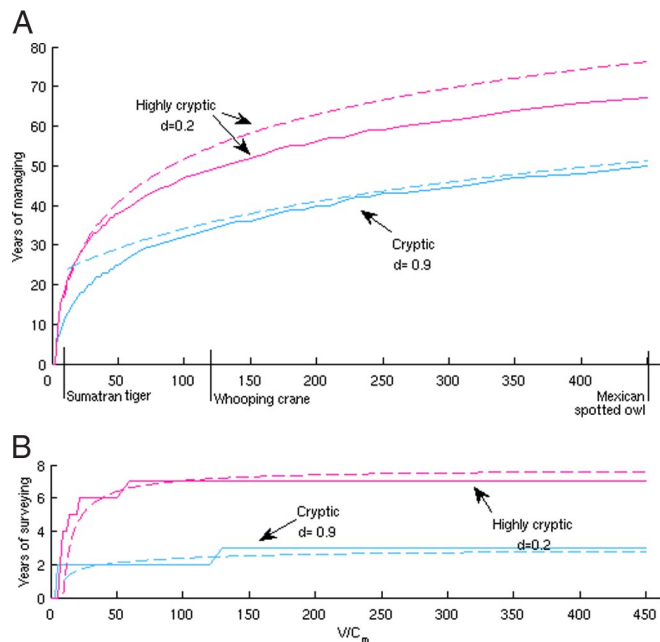 A
80
70
60
50
40
30
20
10
0
Years of managing
Highly cryptic
d=0.2
Cryptic
d= 0.9
0 50 100 150 200 250 300 350 400
Sumatran tiger
Whooping crane
Mexican
spotted owl
B
8
6
4
2
0
Years of surveying
Cryptic
d= 0.9
Highly cryptic
d=0.2
0 50 100 150 200 250 300 350 400 450
V/Cm